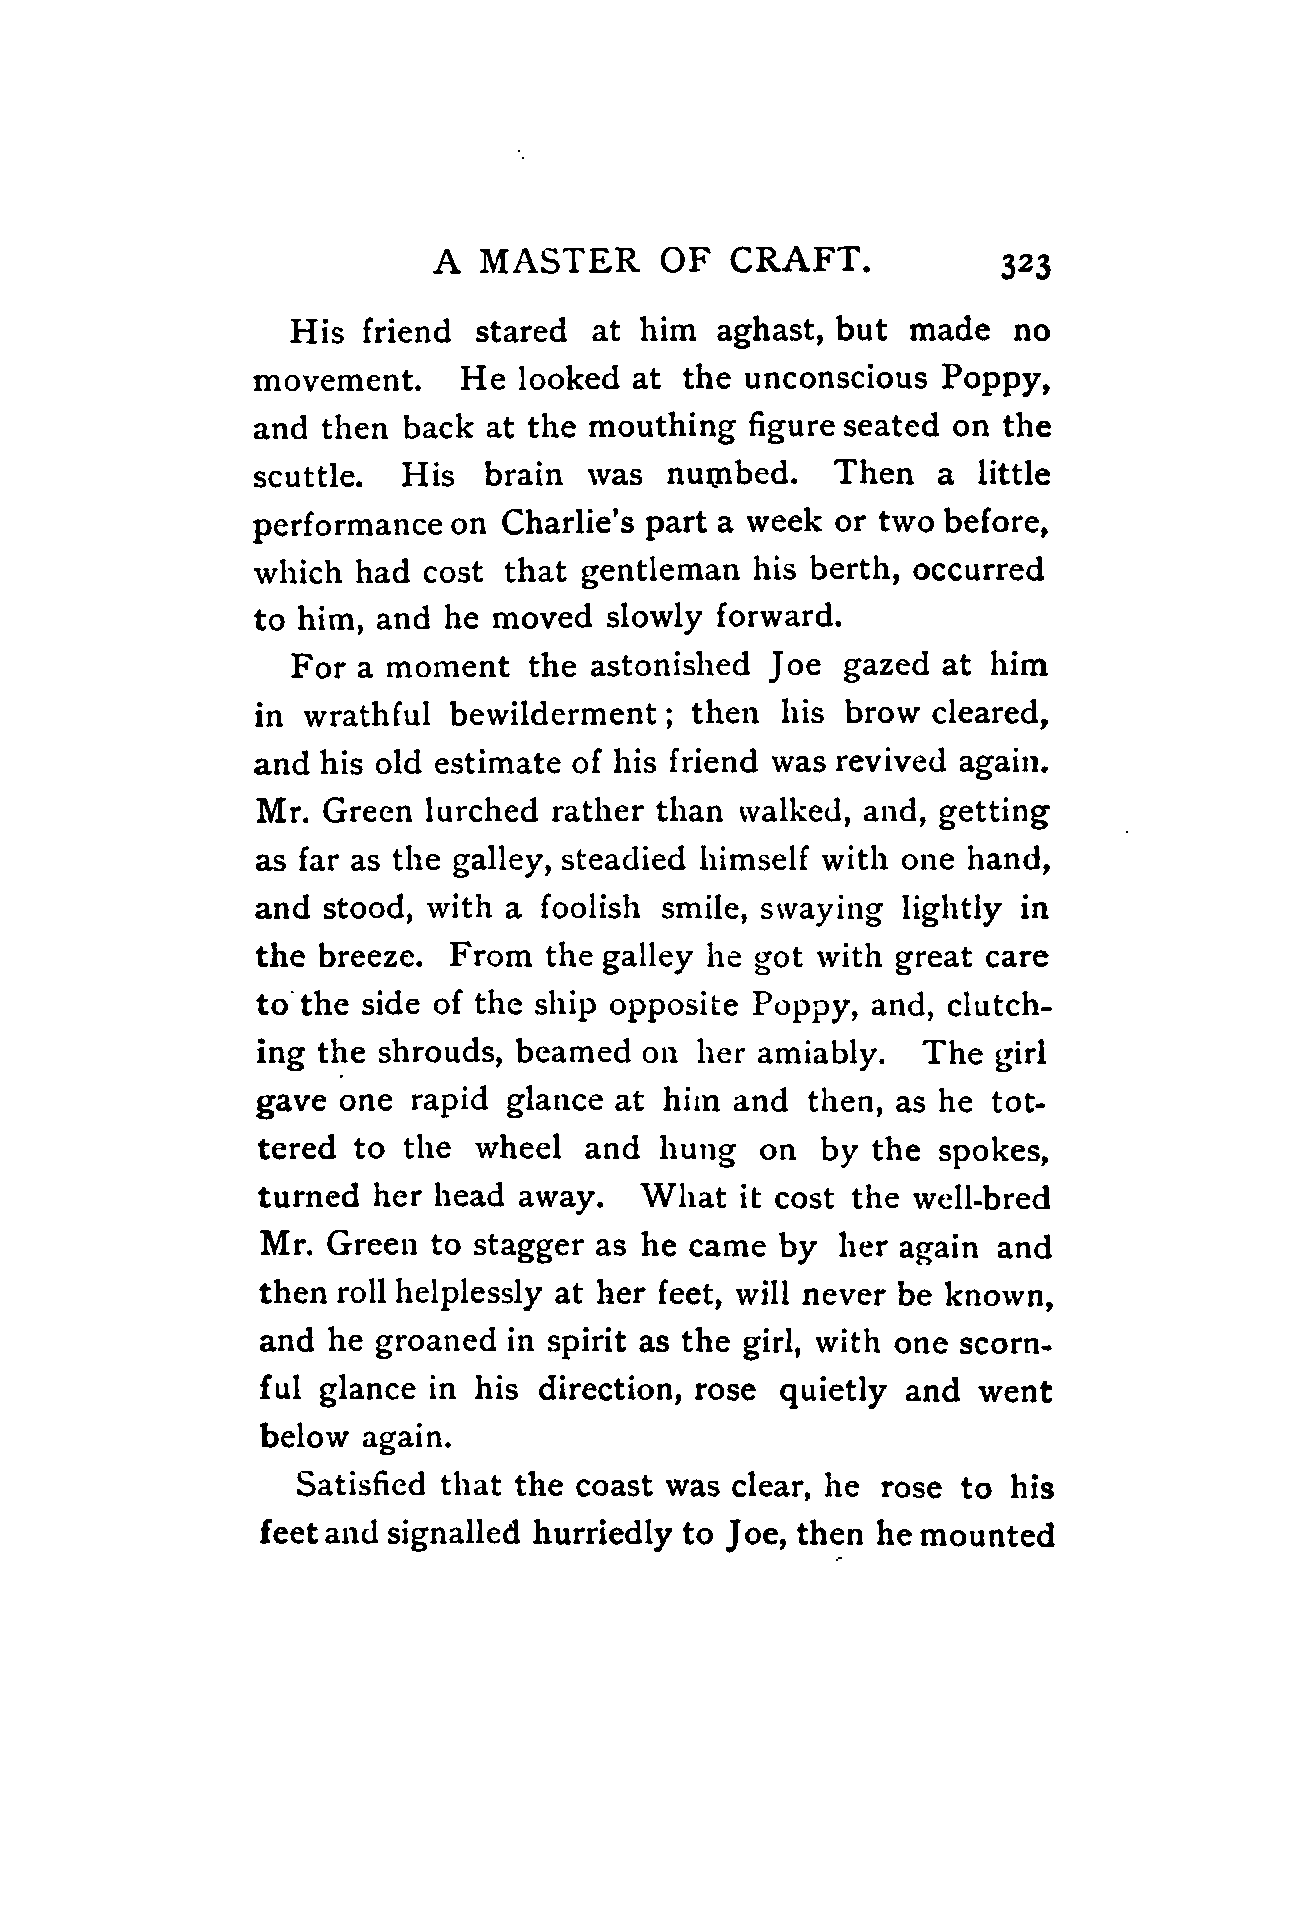 A MASTER OF CRAFT. 323
His friend stared at him aghast, but made no
movement. He looked at the unconscious Poppy,
and then back at the mouthing figure seated on the
scuttle. His brain was numbed. Then a little
performance on Charlie's part a week or two before,
which had cost that gentleman his berth, occurred
to him, and he moved slowly forward.
For a moment the astonished Joe gazed at him
in wrathful bewilderment; then his brow cleared,
and his old estimate of his friend was revived again.
Mr. Green lurched rather than walked, and, getting
as far as the galley, steadied himself with one hand,
and stood, with a foolish smile, swaying lightly in
the breeze. From the galley he got with great care
to the side of the ship opposite Poppy, and, clutch-
ing the shrouds, beamed on her amiably. The girl
gave one rapid glance at him and then, as he tot-
tered to the wheel and hung on by the spokes,
turned her head away. What it cost the well-bred
Mr. Green to stagger as he came by her again and
then roll helplessly at her feet, will never be known,
and he groaned in spirit as the girl, with one scorn-
ful glance in his direction, rose quietly and went
below again.
Satisfied that the coast was clear, he rose to his
feet and signalled hurriedly to Joe, then he mounted